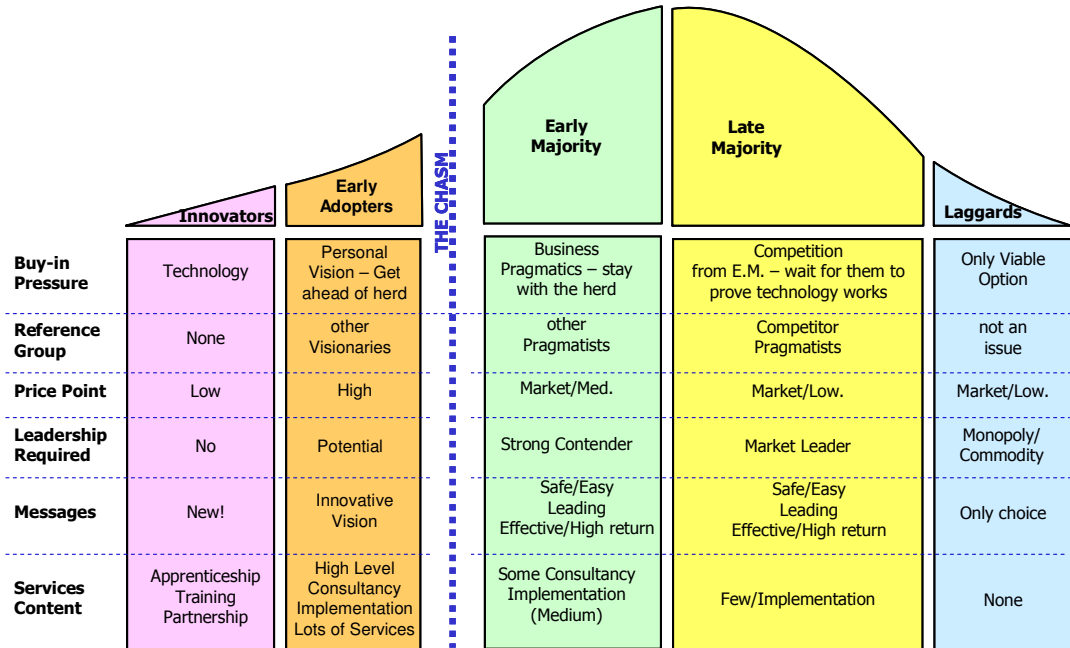 Innovators
Early
Adopters
THE CHASM
Early
Majority
Late
Majority
Laggards
Buy-in
Pressure
Technology
Personal
Vision – Get
ahead of herd
Business
Pragmatics – stay
with the herd
Competition
from E.M. – wait for them to
prove technology works
Only Viable
Option
Reference
Group
None
other
Visionaries
other
Pragmatists
Competitor
Pragmatists
not an
issue
Price Point
Low
High
Market/Med.
Market/Low.
Market/Low.
Leadership
Required
No
Potential
Strong Contender
Market Leader
Monopoly/
Commodity
Messages
New!
Innovative
Vision
Safe/Easy
Leading
Effective/High return
Safe/Easy
Leading
Effective/High return
Only choice
Services
Content
Apprenticeship
Training
Partnership
High Level
Consultancy
Implementation
Lots of Services
Some Consultancy
Implementation
(Medium)
Few/Implementation
None